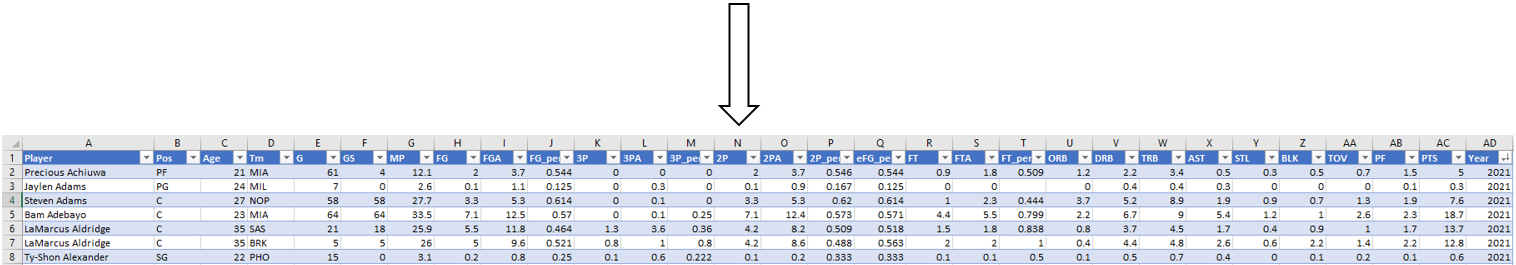 A B C D E F G H I J K L M N O P Q R S T U V W X Y Z AA AB AC AD
1 Player Pos Age Tm G GS MP FG FGA FG_per 3P 3PA 3P_per 2P 2PA 2P_per eFG_per FT FTA FT_per ORB DRB TRB AST STL BLK TOV PF PTS Year
2 Precious Achiuwa PF 21 MIA 61 4 12.1 2 3.7 0.544 0 0 0 2 3.7 0.546 0.544 0.9 1.8 0.509 1.2 2.2 3.4 0.5 0.3 0.5 0.7 1.5 5 2021
3 Jaylen Adams PG 24 MIL 7 0 2.6 0.1 1.1 0.125 0 0.3 0 0.1 0.9 0.167 0.125 0 0 0 0.4 0.4 0.3 0 0 0 0.1 0.3 2021
4 Steven Adams C 27 NOP 58 58 27.7 3.3 5.3 0.614 0 0.1 0 3.3 5.3 0.62 0.614 1 2.3 0.444 3.7 5.2 8.9 1.9 0.9 0.7 1.3 1.9 7.6 2021
5 Bam Adebayo C 23 MIA 64 64 33.5 7.1 12.5 0.57 0 0.1 0.25 7.1 12.4 0.573 0.571 4.4 5.5 0.799 2.2 6.7 9 5.4 1.2 1 2.6 2.3 18.7 2021
6 LaMarcus Aldridge C 35 SAS 21 18 25.9 5.5 11.8 0.464 1.3 3.6 0.36 4.2 8.2 0.509 0.518 1.5 1.8 0.838 0.8 3.7 4.5 1.7 0.4 0.9 1 1.7 13.7 2021
7 LaMarcus Aldridge C 35 BRK 5 5 26 5 9.6 0.521 0.8 1 0.8 4.2 8.6 0.488 0.563 2 2 1 0.4 4.4 4.8 2.6 0.6 2.2 1.4 2.2 12.8 2021
8 Ty-Shon Alexander SG 22 PHO 15 0 3.1 0.2 0.8 0.25 0.1 0.6 0.222 0.1 0.2 0.333 0.333 0.1 0.1 0.5 0.1 0.5 0.7 0.4 0 0.1 0.2 0.1 0.6 2021